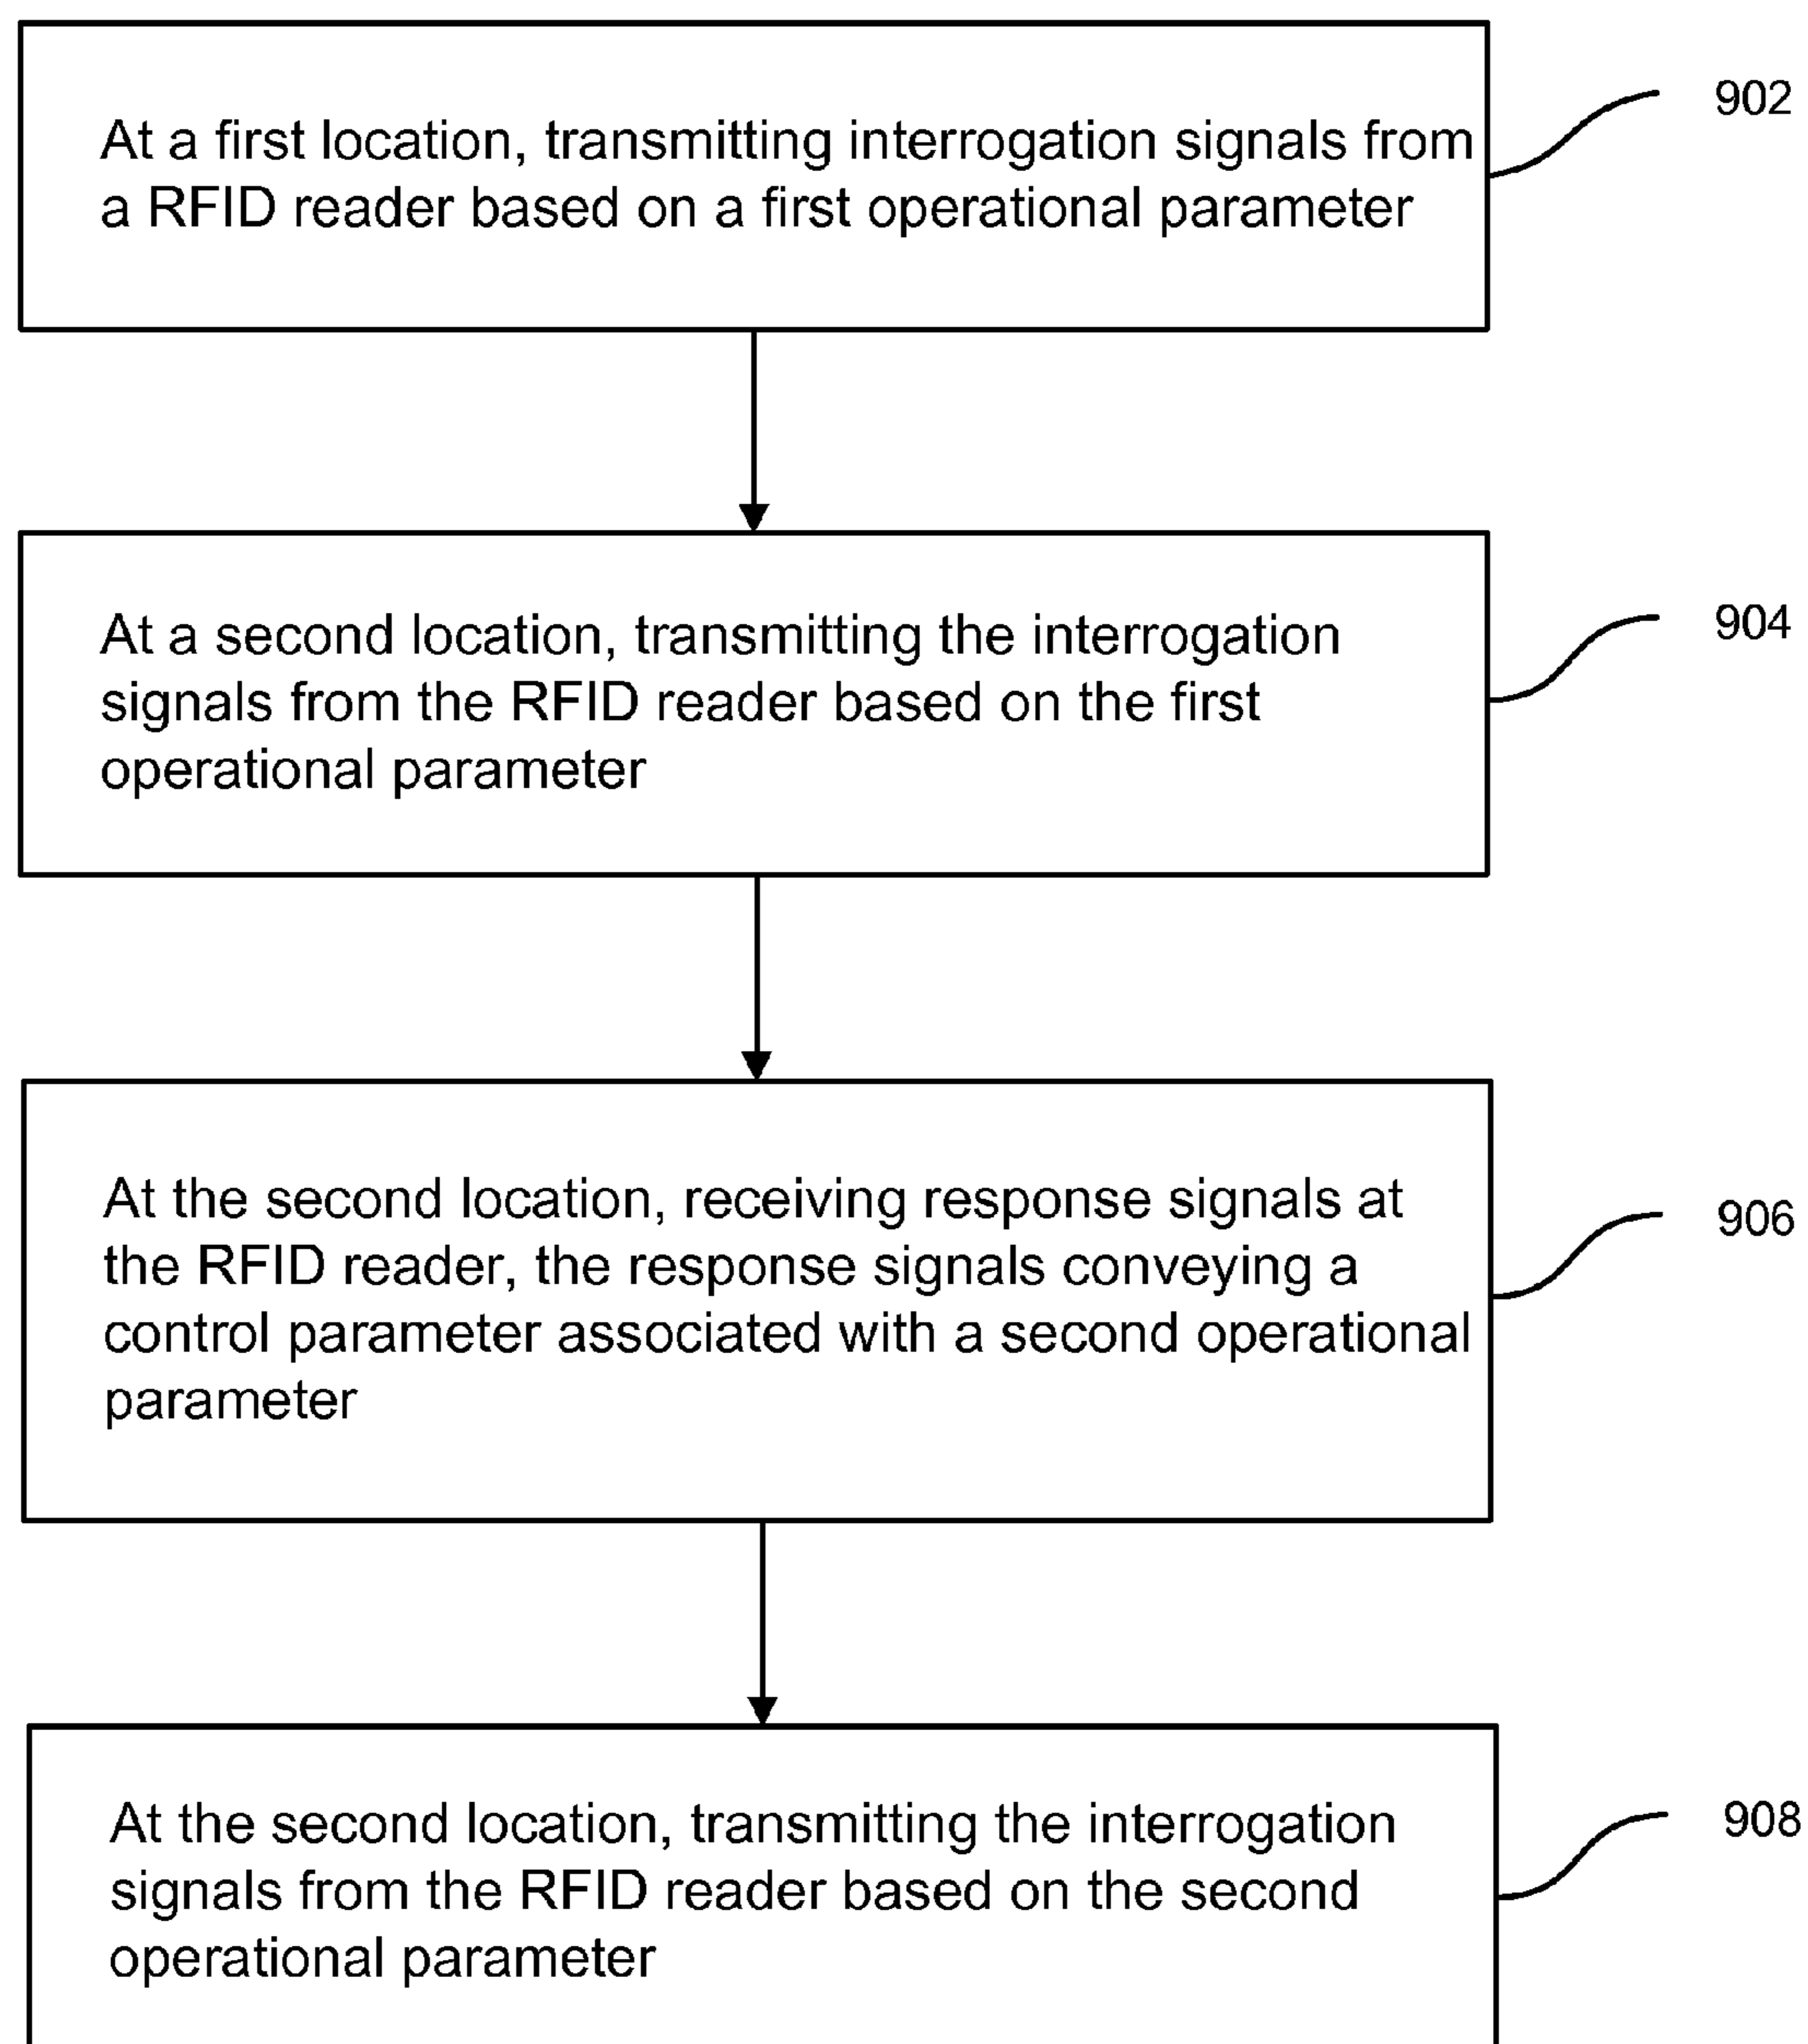 At a first location, transmitting interrogation signals from
a RFID reader based on a first operational parameter
902
At a second location, transmitting the interrogation
signals from the RFID reader based on the first
operational parameter
904
At the second location, receiving response signals at
the RFID reader, the response signals conveying a
control parameter associated with a second operational
parameter
906
At the second location, transmitting the interrogation
signals from the RFID reader based on the second
operational parameter
908